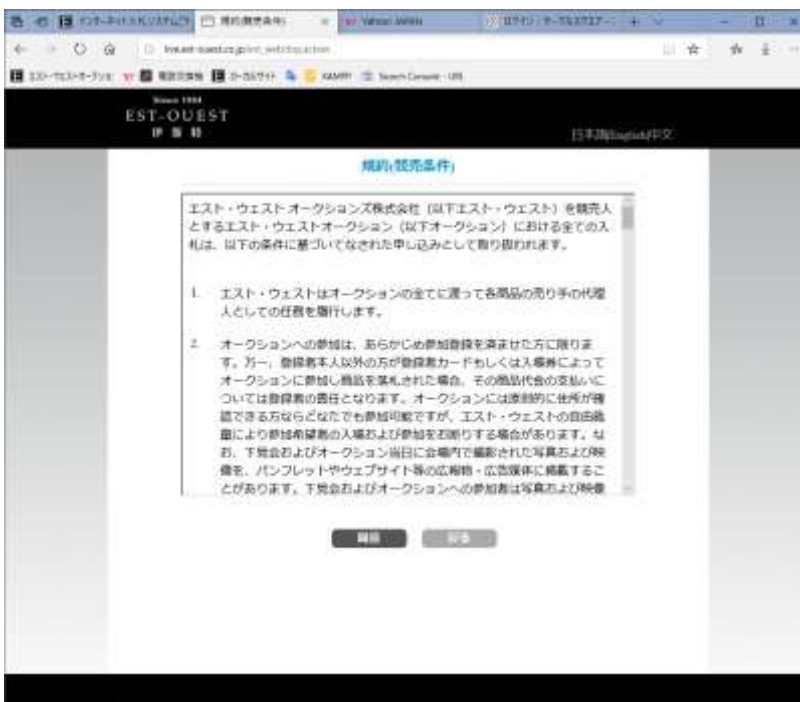 Yahoo! JAPAN
XAMPP
Search Console - URL
Since 1984
EST-OUEST
伊斯特
日本語/English/中文
規約(競売条件)
エスト・ウェスト オークションズ株式会社（以下エスト・ウェスト）を競売人
とするエスト・ウェストオークション（以下オークション）における全ての入
札は、以下の条件に基づいてなされた申し込みとして取り扱われます。
1. エスト・ウェストはオークションの全てに渡って各商品の売り手の代理
人としての任務を履行します。
2. オークションへの参加は、あらかじめ参加登録を済ませた方に限りま
す。万一、登録者本人以外の方が登録者カードもしくは入場券によって
オークションに参加し商品を落札された場合、その商品代金の支払いに
ついては登録者の責任となります。オークションには原則的に住所が確
認できる方ならどなたでも参加可能ですが、エスト・ウェストの自由裁
量により参加希望者の入場および参加をお断りする場合があります。な
お、下見会およびオークション当日に会場内で撮影された写真および映
像を、パンフレットやウェブサイト等の広報物・広告媒体に掲載するこ
とがあります。下見会およびオークションへの参加者は写真および映像